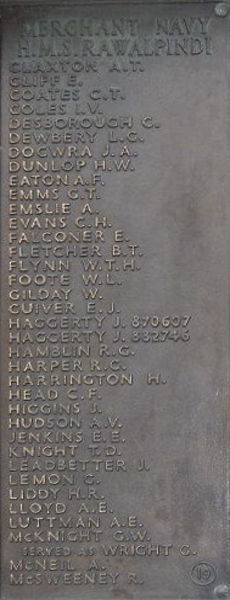 MERCHANT NAVY
H.M.S. RAWALPINDI
CLAXTON A.T.
CLIFF E.
COATES C.T.
COLES I.V.
DESBOROUGH C.
DEWBERY L.G.
DOCWRA J.A.
DUNLOP H.W.
EATON A.F.
EMMS G.T.
EMSLIE A.
EVANS C.H.
FALCONER E.
FLETCHER B.T.
FLYNN W.T.H.
FOOTE W.L.
GILDAY W.
GUIVER E.J.
HAGGERTY J. 870607
HAGGERTY J. 832746
HAMBLIN R.G.
HARPER R.G.
HARRINGTON H.
HEAD C.F.
HIGGINS J.
HUDSON A.V.
JENKINS E.E.
KNIGHT T.D.
LEADBETTER J.
LEMON G.
LIDDY H.R.
LLOYD A.E.
LUTTMAN A.E.
McKNIGHT G.W.
SERVED AS WRIGHT G.
McNEIL A.
McSWEENEY R.
19